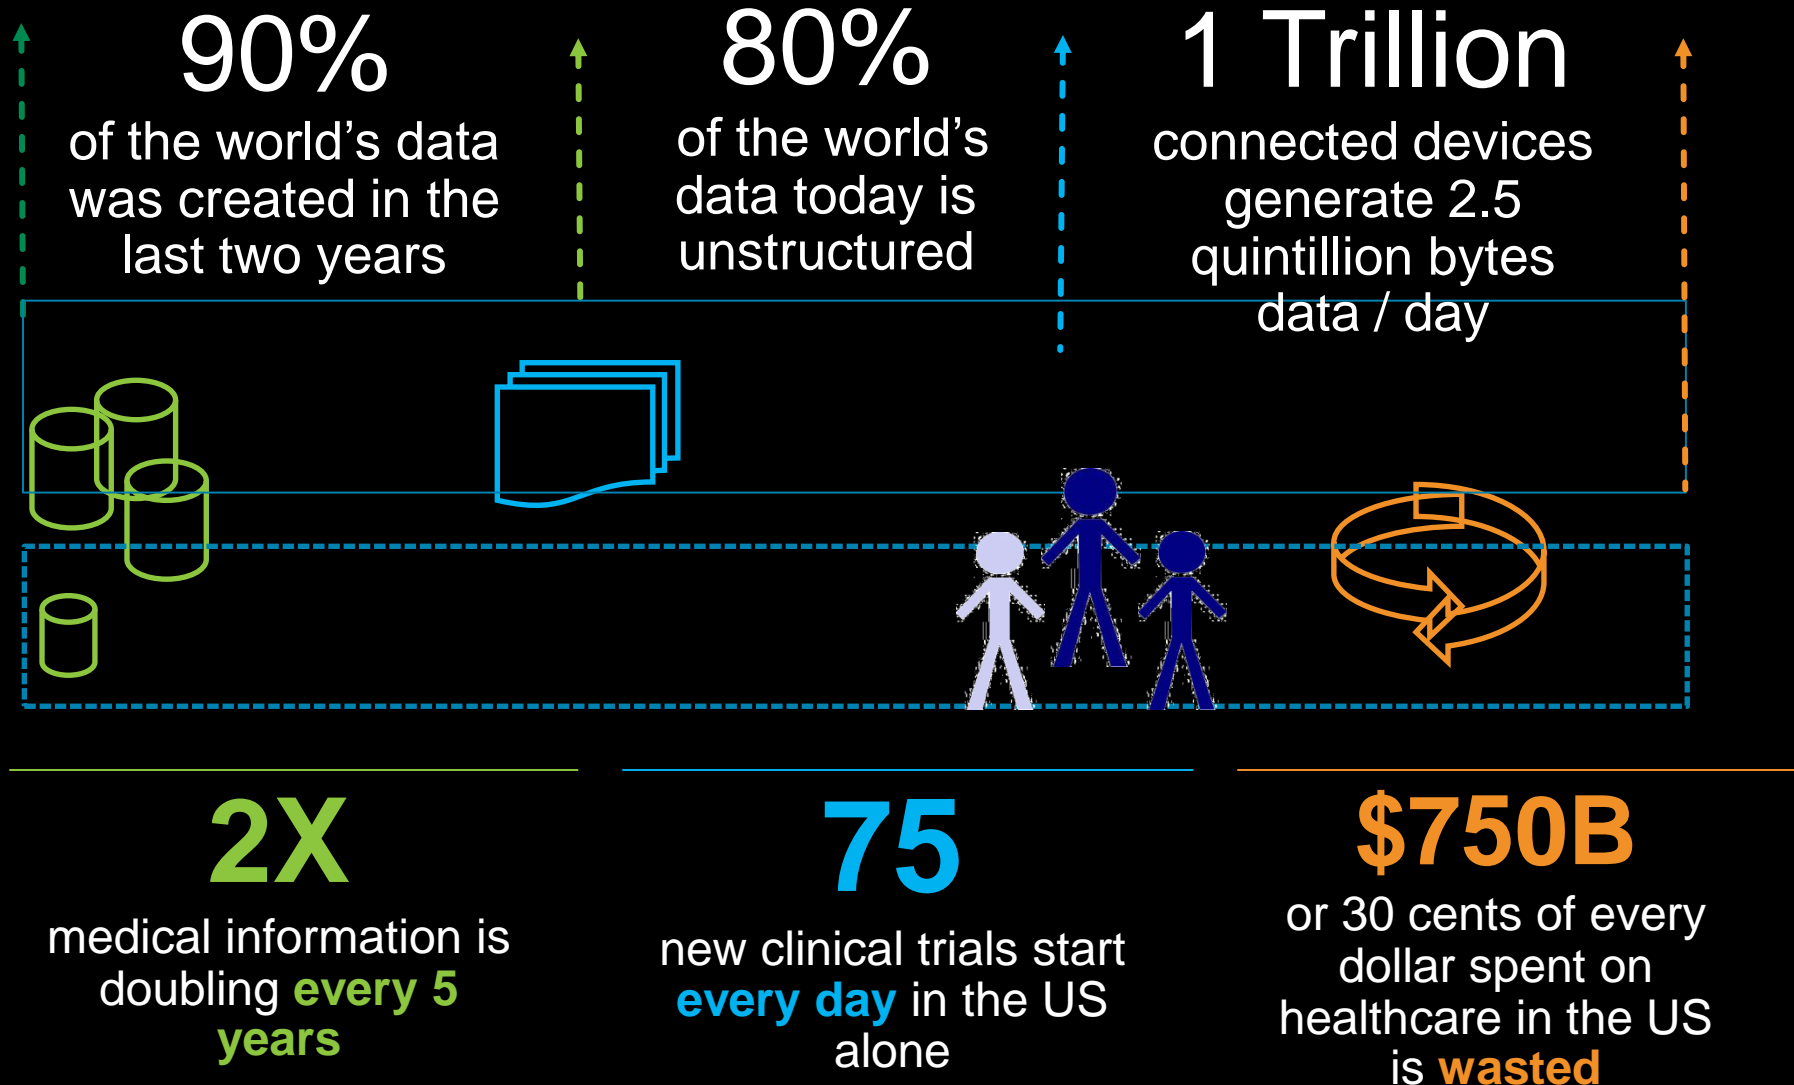 90%
of the world’s data
was created in the
last two years
80%
of the world’s
data today is
unstructured
1 Trillion
connected devices
generate 2.5
quintillion bytes
data / day
2X
medical information is
doubling every 5
years
75
new clinical trials start
every day in the US
alone
$750B
or 30 cents of every
dollar spent on
healthcare in the US
is wasted